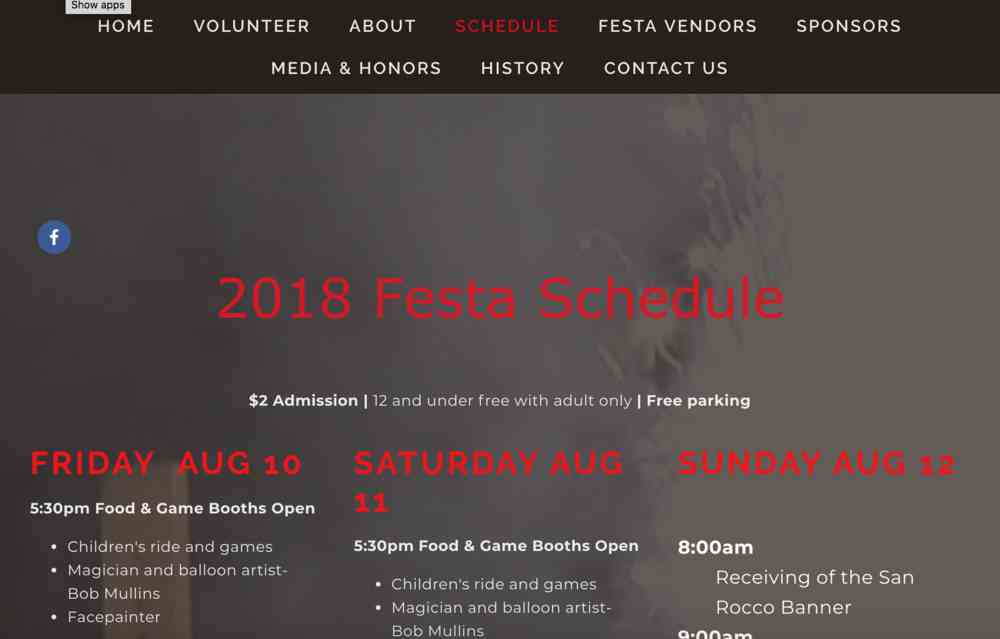 Show apps
HOME VOLUNTEER ABOUT SCHEDULE FESTA VENDORS SPONSORS
MEDIA & HONORS HISTORY CONTACT US
f
2018 Festa Schedule
$2 Admission | 12 and under free with adult only | Free parking
FRIDAY AUG 10
5:30pm Food & Game Booths Open
• Children's ride and games
• Magician and balloon artist-
Bob Mullins
• Facepainter
SATURDAY AUG
11
5:30pm Food & Game Booths Open
• Children's ride and games
• Magician and balloon artist-
Bob Mullins
SUNDAY AUG 12
8:00am
Receiving of the San
Rocco Banner
9:00am